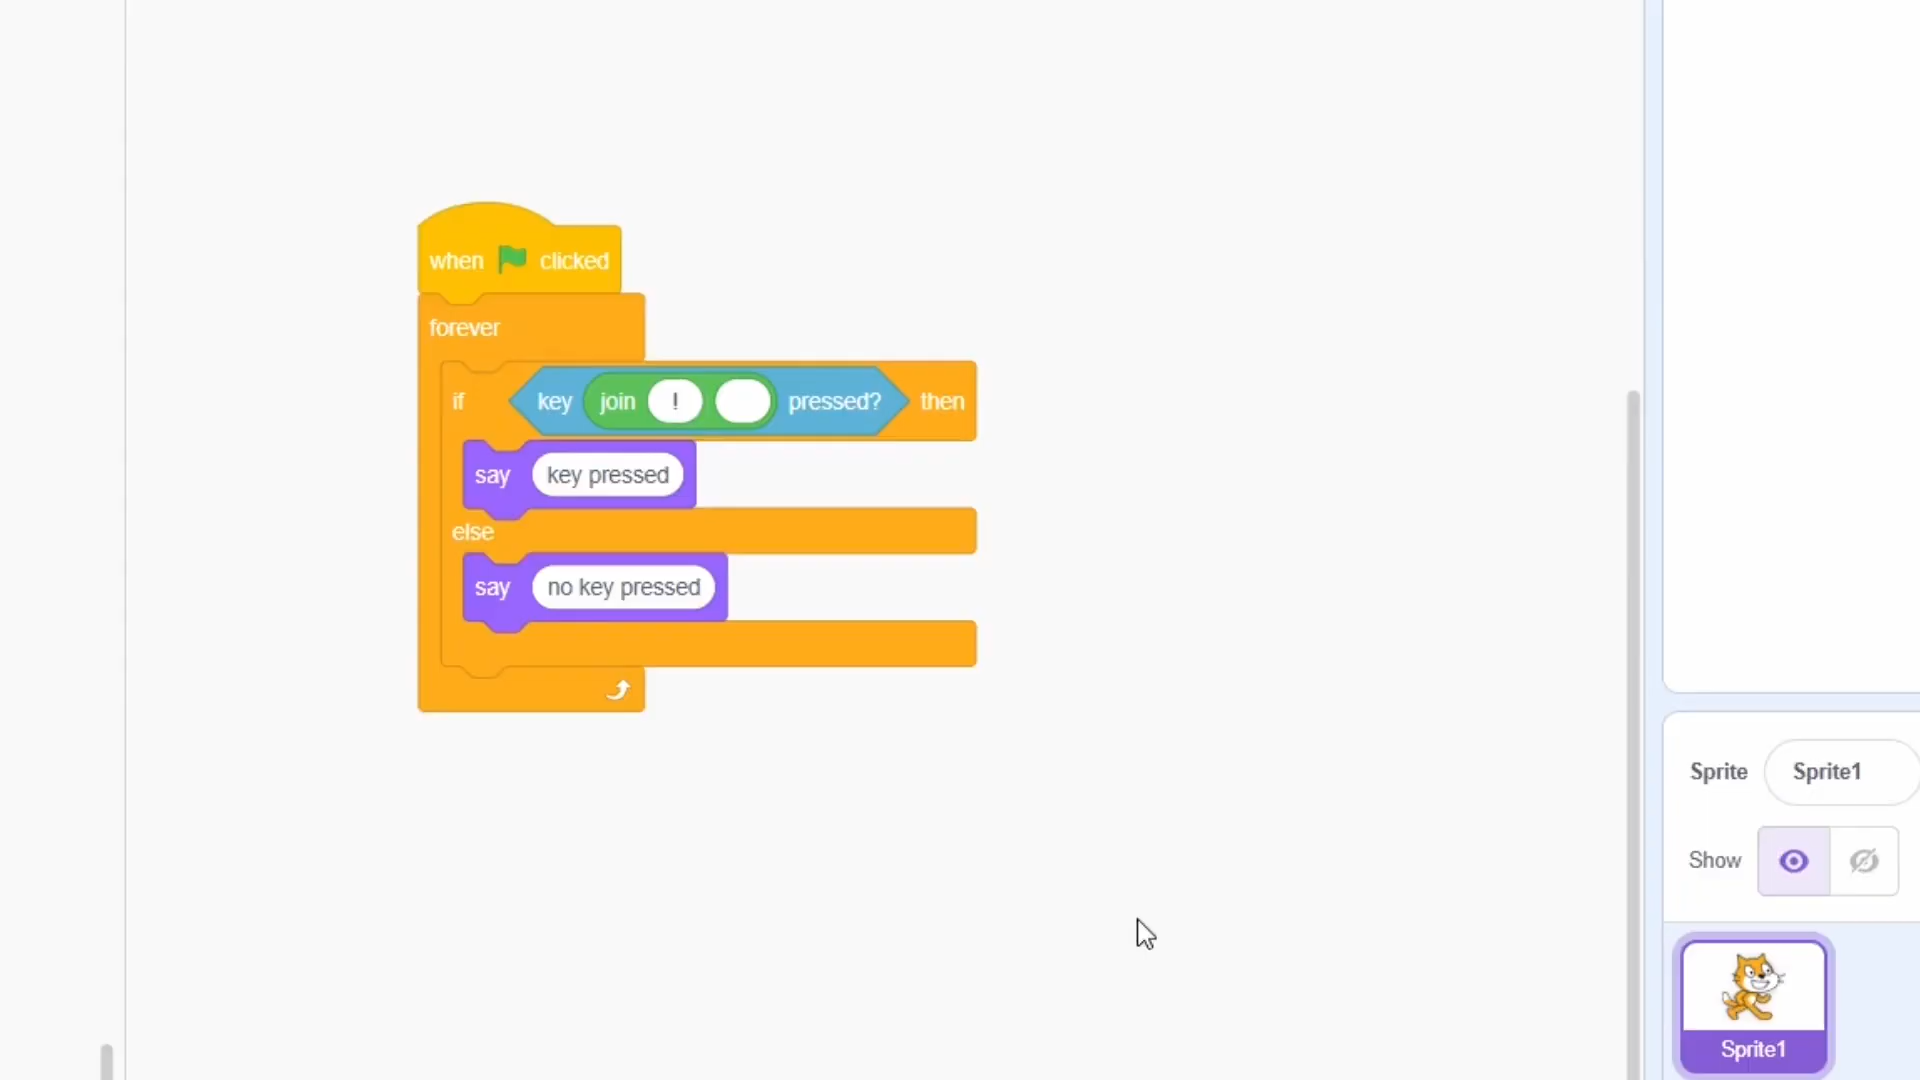 when clicked
forever
if key join ! pressed? then
say key pressed
else
say no key pressed
Sprite Sprite1
Show
Sprite1